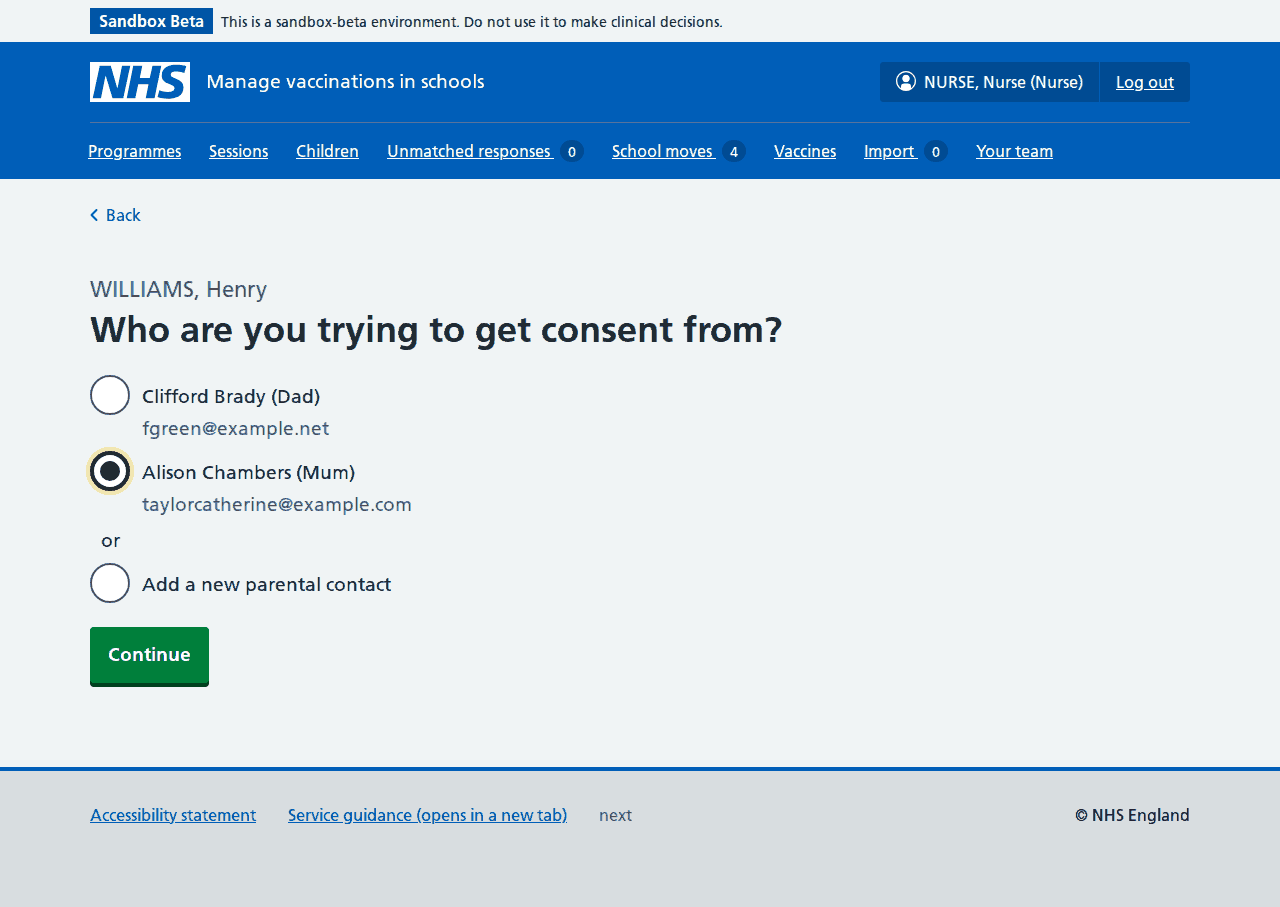 Sandbox Beta This is a sandbox-beta environment. Do not use it to make clinical decisions.
NHS Manage vaccinations in schools NURSE, Nurse (Nurse) Log out
Programmes Sessions Children Unmatched responses 0 School moves 4 Vaccines Import 0 Your team
Back
WILLIAMS, Henry
Who are you trying to get consent from?
Clifford Brady (Dad)
fgreen@example.net
Alison Chambers (Mum)
taylorcatherine@example.com
or
Add a new parental contact
Continue
Accessibility statement Service guidance (opens in a new tab) next © NHS England